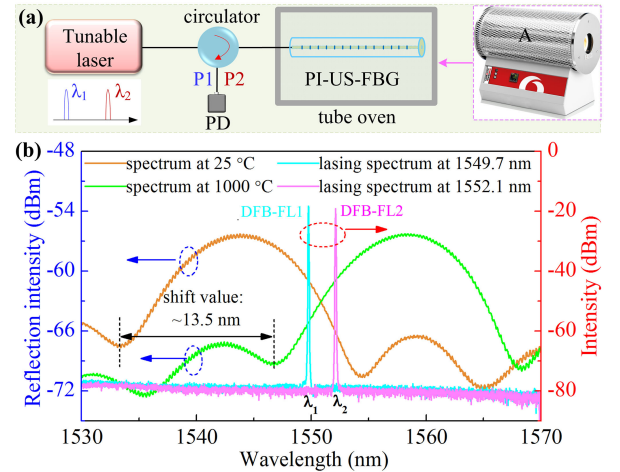 (a)
circulator
Tunable
laser
P1 P2
PI-US-FBG
A
λ1 λ2
PD
tube oven
(b)
-48
-54
-60
-66
-72
Reflection intensity (dBm)
spectrum at 25 °C
lasing spectrum at 1549.7 nm
spectrum at 1000 °C
lasing spectrum at 1552.1 nm
DFB-FL1
DFB-FL2
shift value:
~13.5 nm
λ1 λ2
0
-20
-40
-60
-80
Intensity (dBm)
1530 1540 1550 1560 1570
Wavelength (nm)